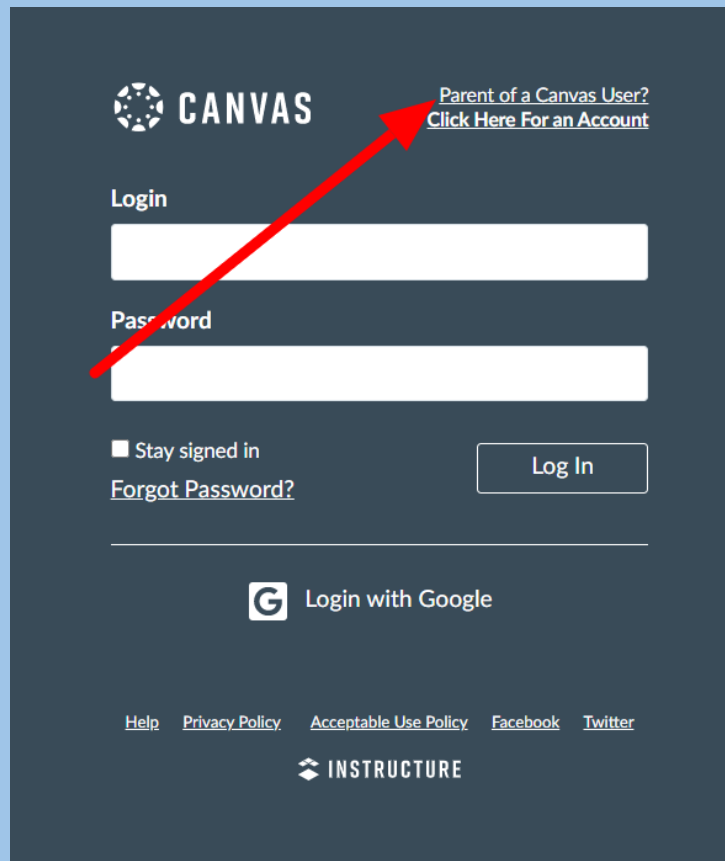 CANVAS
Parent of a Canvas User?
Click Here For an Account
Login
Password
Stay signed in
Log In
Forgot Password?
G Login with Google
Help Privacy Policy Acceptable Use Policy Facebook Twitter
INSTRUCTURE